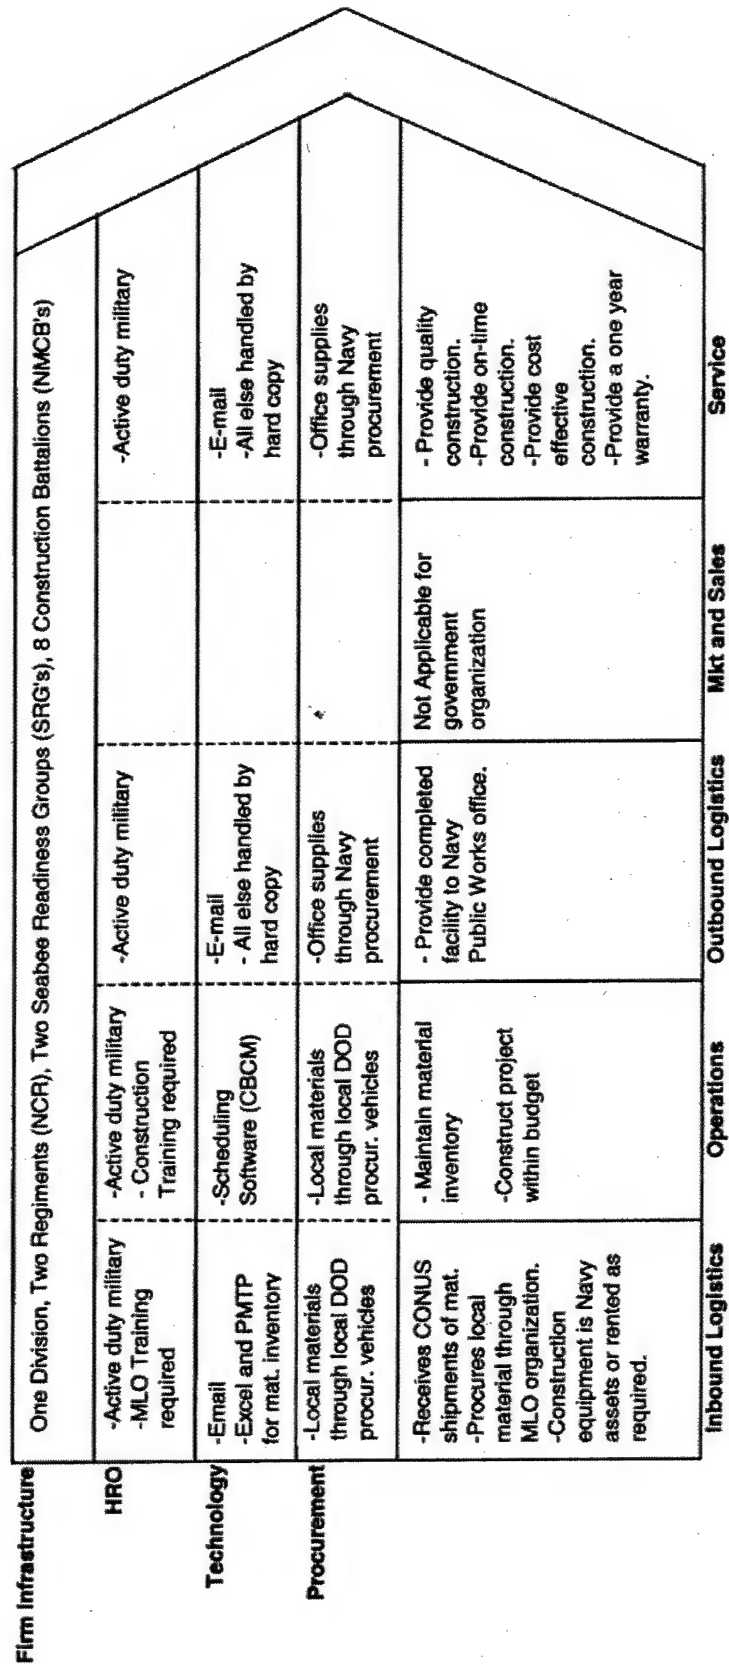 Firm Infrastructure
One Division, Two Regiments (NCR), Two Seabee Readiness Groups (SRG's), 8 Construction Battalions (NMCB's)
HRO
-Active duty military
-MLO Training
required
-Active duty military
- Construction
Training required
-Active duty military
-Active duty military
Technology
-Email
-Excel and PMTP
for mat. inventory
-Scheduling
Software (CBCM)
-E-mail
- All else handled by
hard copy
-E-mail
-All else handled by
hard copy
Procurement
-Local materials
through local DOD
procur. vehicles
-Local materials
through local DOD
procur. vehicles
-Office supplies
through Navy
procurement
-Office supplies
through Navy
procurement
-Receives CONUS
shipments of mat.
-Procures local
material through
MLO organization.
-Construction
equipment is Navy
assets or rented as
required.
- Maintain material
inventory
-Construct project
within budget
- Provide completed
facility to Navy
Public Works office.
Not Applicable for
government
organization
- Provide quality
construction.
-Provide on-time
construction.
-Provide cost
effective
construction.
-Provide a one year
warranty.
Inbound Logistics
Operations
Outbound Logistics
Mkt and Sales
Service